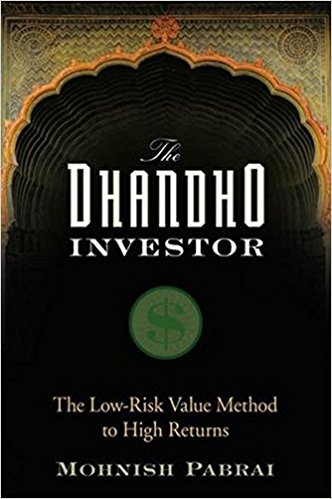 The
DHANDHO
INVESTOR
$
The Low-Risk Value Method
to High Returns
MOHNISH PABRAI